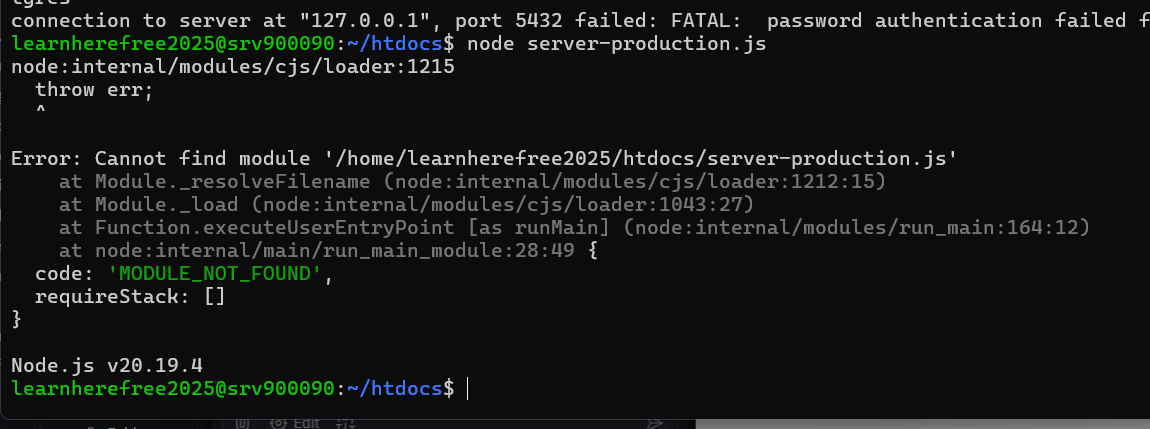 connection to server at "127.0.0.1", port 5432 failed: FATAL:  password authentication failed f
learnherefree2025@srv900090:~/htdocs$ node server-production.js
node:internal/modules/cjs/loader:1215
  throw err;
  ^

Error: Cannot find module '/home/learnherefree2025/htdocs/server-production.js'
    at Module._resolveFilename (node:internal/modules/cjs/loader:1212:15)
    at Module._load (node:internal/modules/cjs/loader:1043:27)
    at Function.executeUserEntryPoint [as runMain] (node:internal/modules/run_main:164:12)
    at node:internal/main/run_main_module:28:49 {
  code: 'MODULE_NOT_FOUND',
  requireStack: []
}

Node.js v20.19.4
learnherefree2025@srv900090:~/htdocs$
Edit